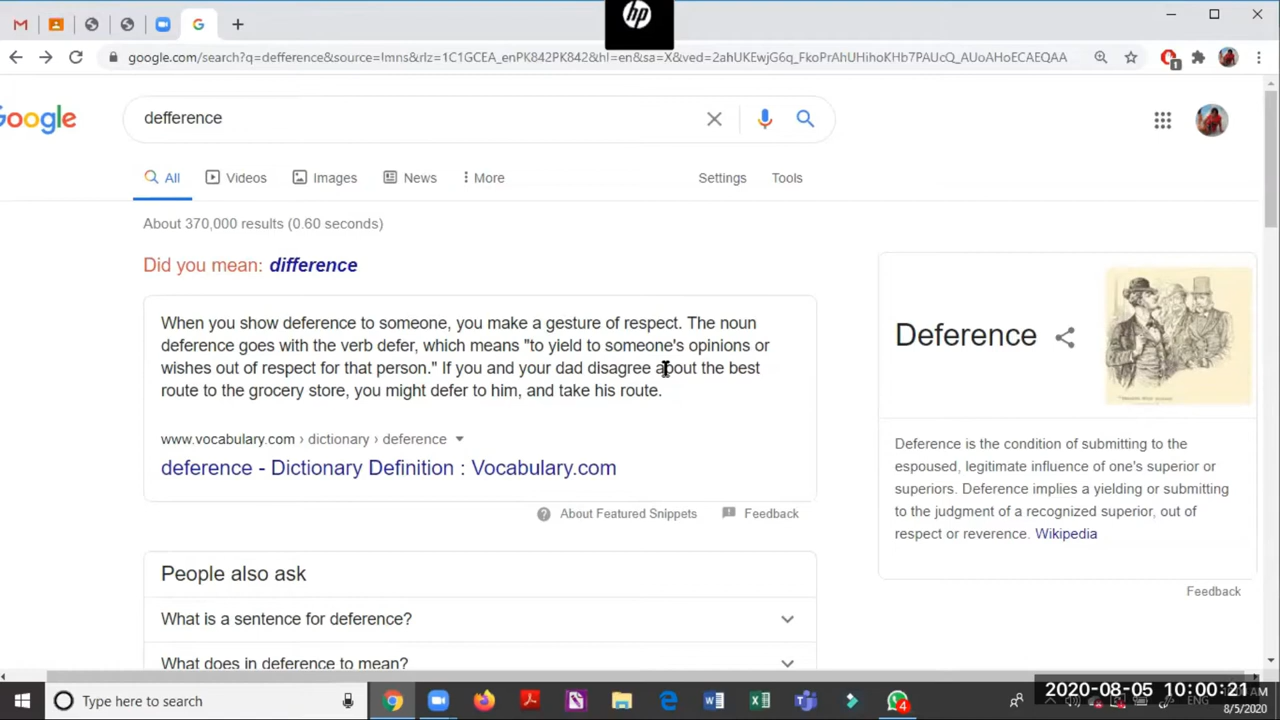 hp
google.com/search?q=defference&source=lmns&rlz=1C1GCEA_enPK842PK842&hl=en&sa=X&ved=2ahUKEwjG6q_FkoPrAhUHihoKHb7PAUcQ_AUoAHoECAEQAA
1
Google
defference
All
Videos
Images
News
More
Settings
Tools
About 370,000 results (0.60 seconds)
Did you mean: difference
When you show deference to someone, you make a gesture of respect. The noun
deference goes with the verb defer, which means "to yield to someone's opinions or
wishes out of respect for that person." If you and your dad disagree about the best
route to the grocery store, you might defer to him, and take his route.
www.vocabulary.com › dictionary › deference
deference - Dictionary Definition : Vocabulary.com
About Featured Snippets
Feedback
People also ask
What is a sentence for deference?
What does in deference to mean?
Deference
Deference is the condition of submitting to the
espoused, legitimate influence of one's superior or
superiors. Deference implies a yielding or submitting
to the judgment of a recognized superior, out of
respect or reverence. Wikipedia
Feedback
Type here to search
4
2020-08-05 10:00:21
ENG
8/5/2020